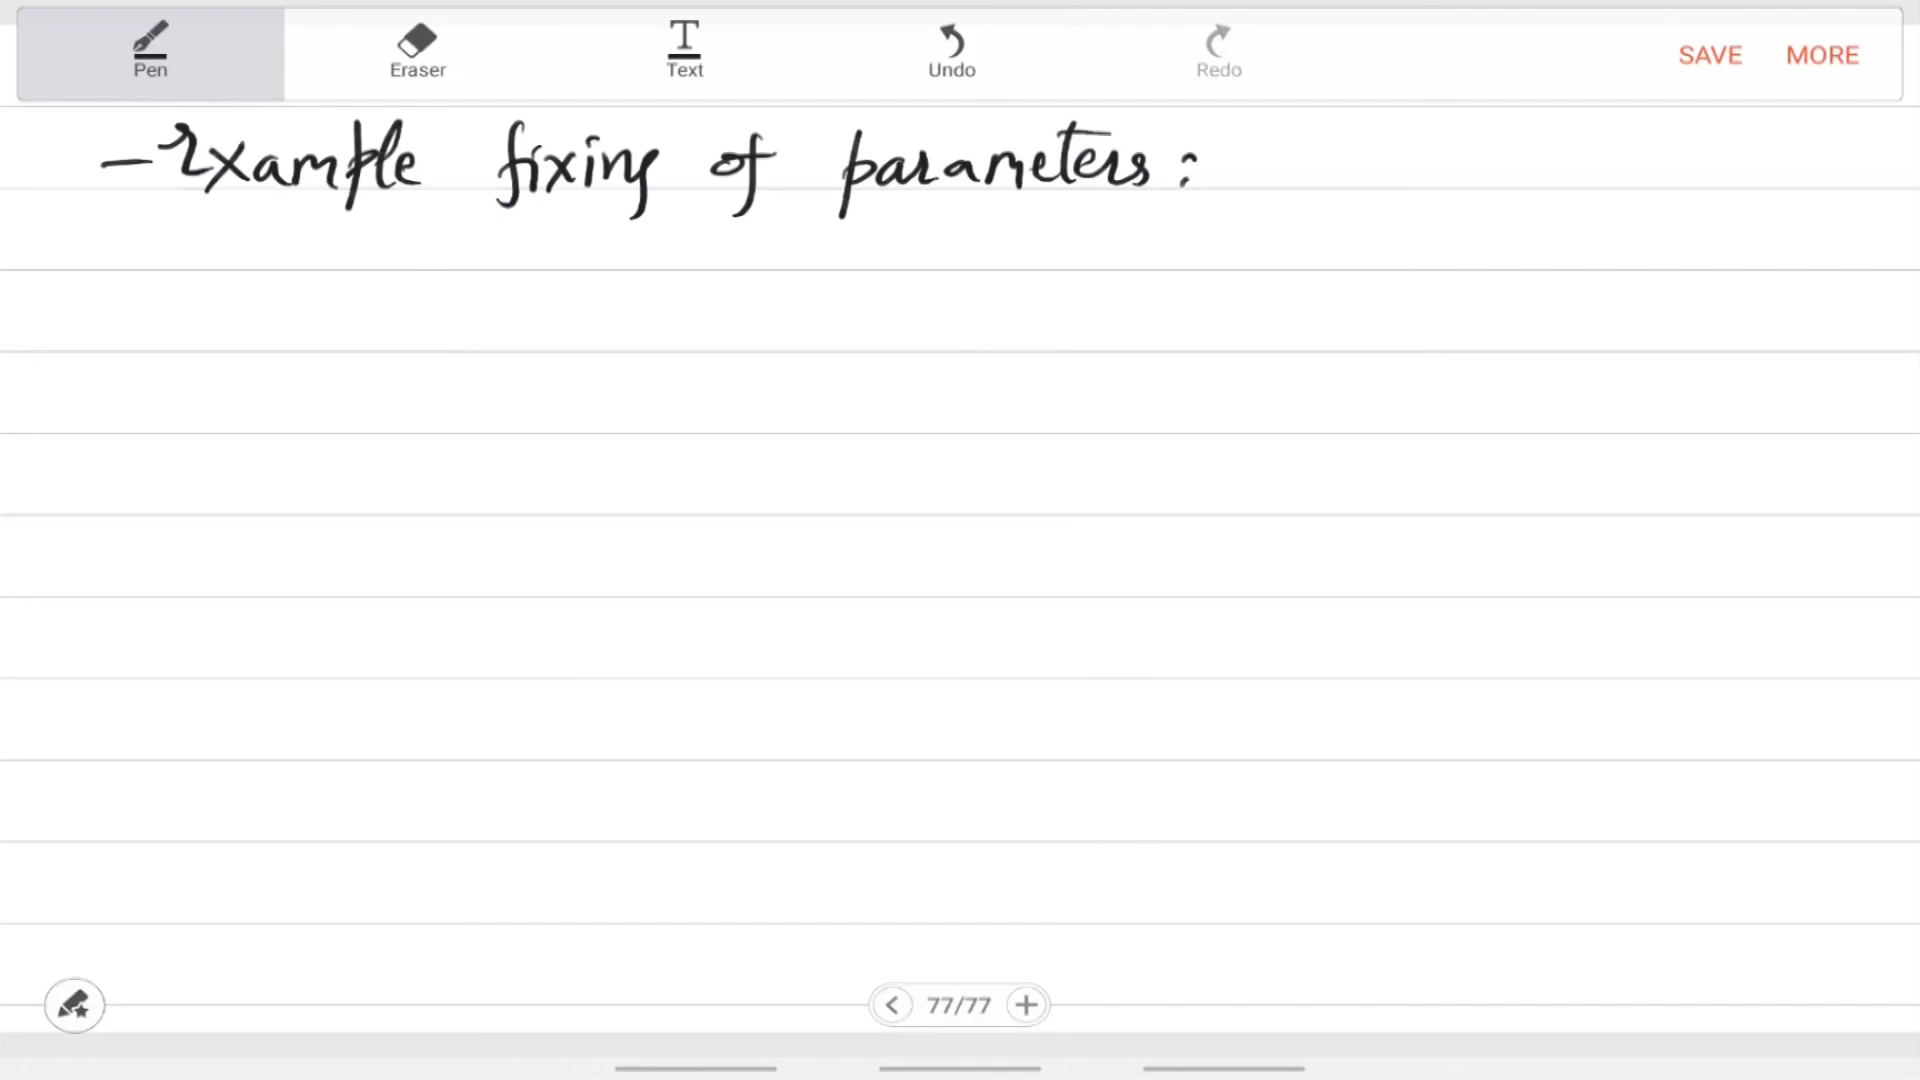 Pen Eraser Text Undo Redo SAVE MORE
- Example fixing of parameters:
77/77